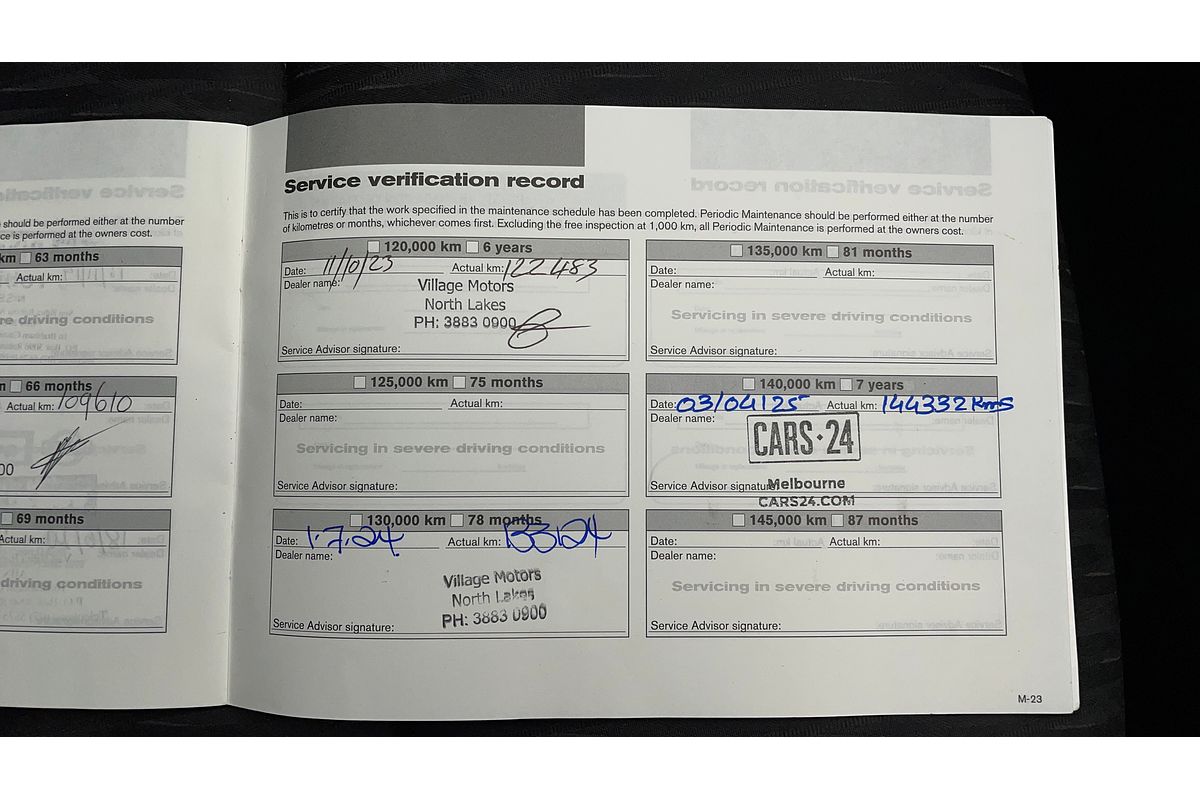 should be performed either at the number
ce is performed at the owners cost.
km 63 months
Actual km:
re driving conditions
66 months
Actual km: 109610
00
69 months
Actual km:
driving conditions
Service verification record
This is to certify that the work specified in the maintenance schedule has been completed. Periodic Maintenance should be performed either at the number
of kilometres or months, whichever comes first. Excluding the free inspection at 1,000 km, all Periodic Maintenance is performed at the owners cost.
120,000 km 6 years
Date: 11/10/23 Actual km: 122483
Dealer name:
Village Motors
North Lakes
PH: 3883 0900
Service Advisor signature:
125,000 km 75 months
Date: Actual km:
Dealer name:
Servicing in severe driving conditions
Service Advisor signature:
130,000 km 78 months
Date: 1.7.24 Actual km: 133124
Dealer name:
Village Motors
North Lakes
PH: 3883 0900
Service Advisor signature:
135,000 km 81 months
Date: Actual km:
Dealer name:
Servicing in severe driving conditions
Service Advisor signature:
140,000 km 7 years
Date: 03/04/25 Actual km: 144332 kms
Dealer name:
CARS·24
Service Advisor signature:
Melbourne
CARS24.COM
145,000 km 87 months
Date: Actual km:
Dealer name:
Servicing in severe driving conditions
Service Advisor signature:
M-23